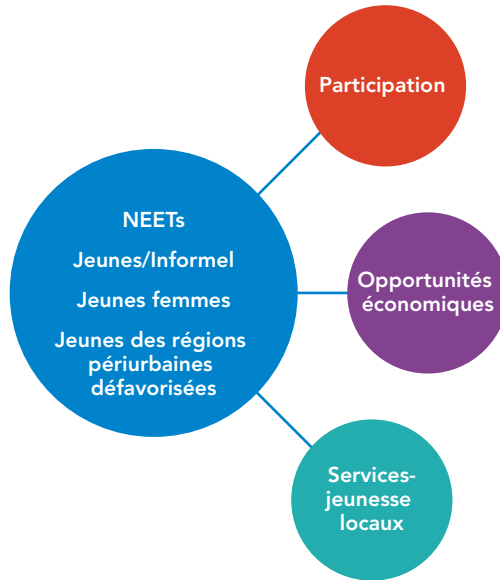 Participation
NEETs
Jeunes/Informel
Jeunes femmes
Jeunes des régions
périurbaines
défavorisées
Opportunités
économiques
Services-
jeunesse
locaux